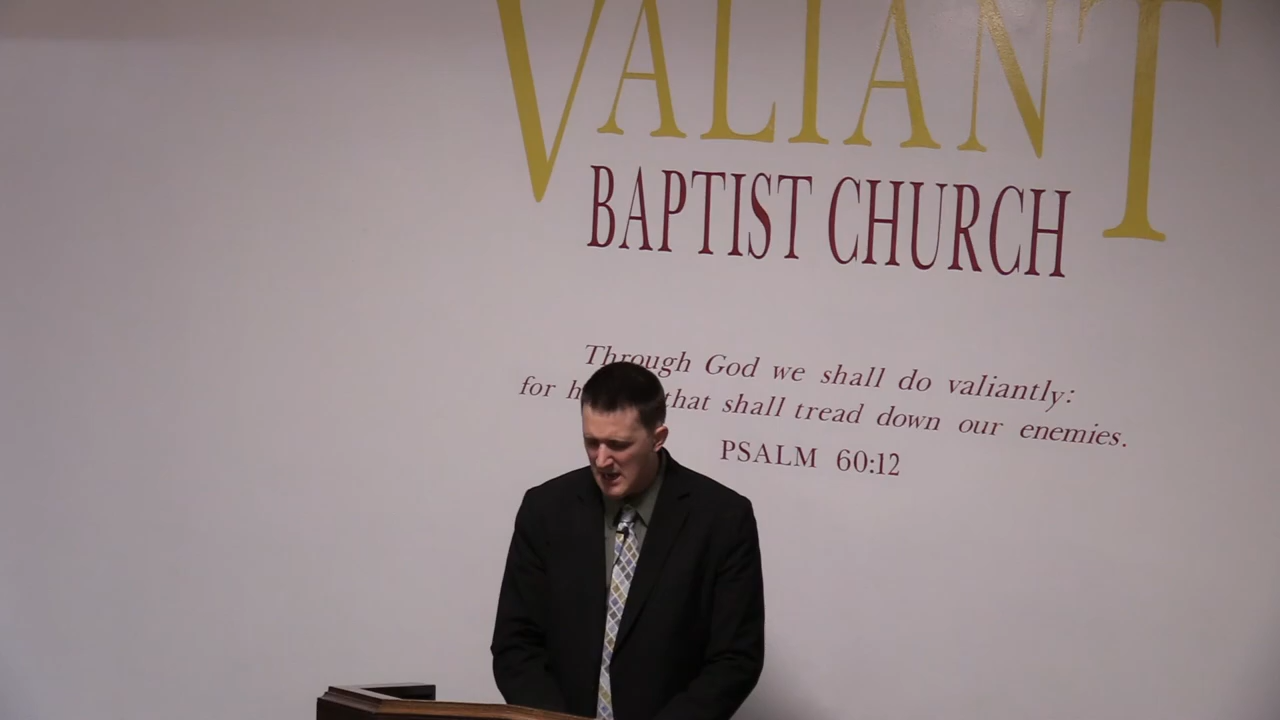 VALIANT
BAPTIST CHURCH
Through God we shall do valiantly:
for that shall tread down our enemies.
PSALM 60:12